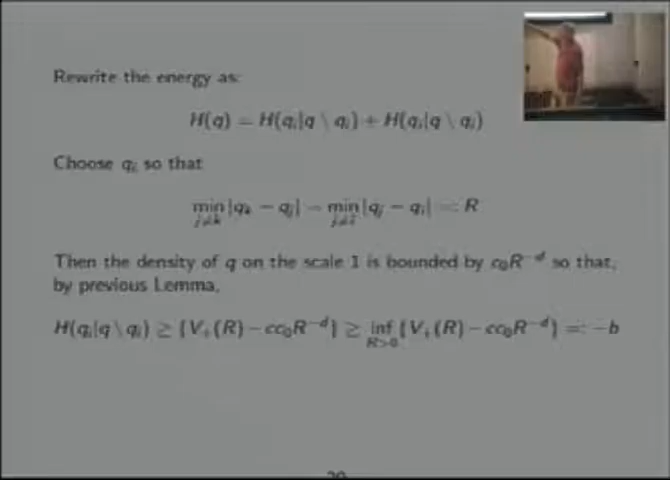 Rewrite the energy as:
H(q) = H(q_i|q \ q_i) + H(q_i|q \ q_i)
Choose q_i so that
min_{j≠k} |q_k − q_j| = min_{j≠i} |q_j − q_i| =: R
Then the density of q on the scale 1 is bounded by c_0R^{−d} so that,
by previous Lemma,
H(q_i|q \ q_i) ≥ {V_+(R) − cc_0R^{−d}} ≥ inf_{R>0} {V_+(R) − cc_0R^{−d}} =: −b